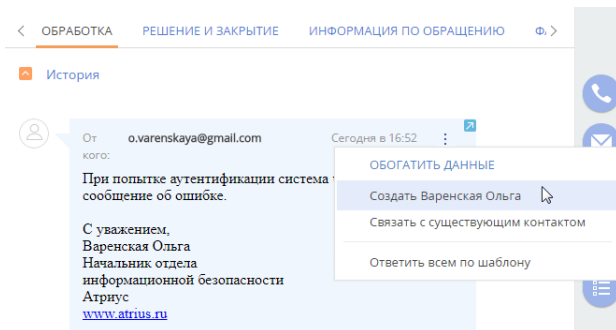 ОБРАБОТКА РЕШЕНИЕ И ЗАКРЫТИЕ ИНФОРМАЦИЯ ПО ОБРАЩЕНИЮ
История
От кого: o.varenskaya@gmail.com Сегодня в 16:52
При попытке аутентификации система
сообщение об ошибке.
С уважением,
Варенская Ольга
Начальник отдела
информационной безопасности
Атриус
www.atrius.ru
ОБОГАТИТЬ ДАННЫЕ
Создать Варенская Ольга
Связать с существующим контактом
Ответить всем по шаблону